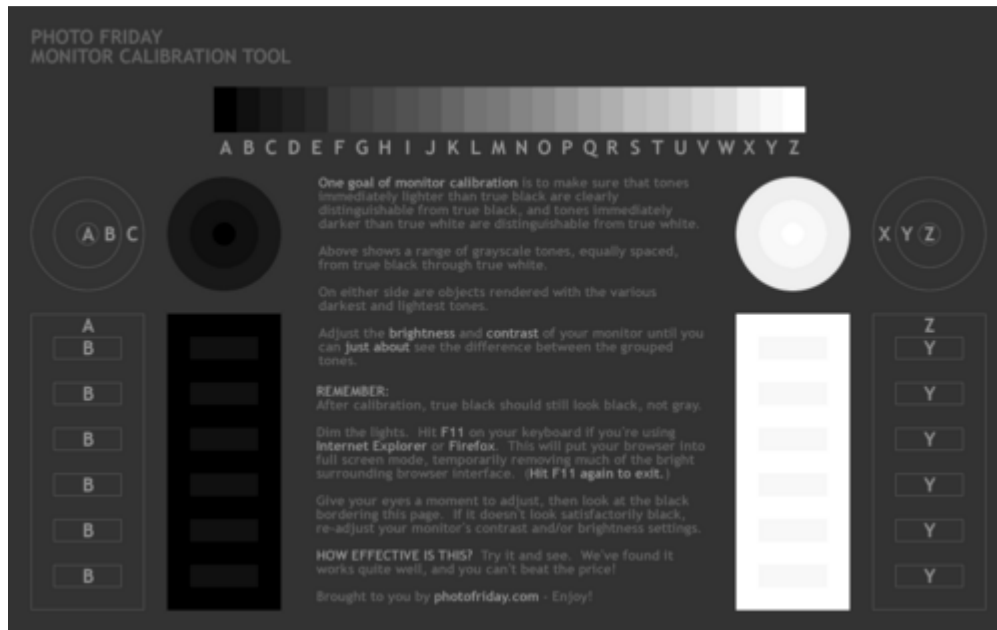 PHOTO FRIDAY
MONITOR CALIBRATION TOOL
A B C D E F G H I J K L M N O P Q R S T U V W X Y Z
One goal of monitor calibration is to make sure that tones
immediately lighter than true black are clearly
distinguishable from true black, and tones immediately
darker than true white are distinguishable from true white.
Above shows a range of grayscale tones, equally spaced,
from true black through true white.
On either side are objects rendered with the various
darkest and lightest tones.
Adjust the brightness and contrast of your monitor until you
can just about see the difference between the grouped
tones.
REMEMBER:
After calibration, true black should still look black, not gray.
Dim the lights. Hit F11 on your keyboard if you're using
Internet Explorer or Firefox. This will put your browser into
full screen mode, temporarily removing much of the bright
surrounding browser interface. (Hit F11 again to exit.)
Give your eyes a moment to adjust, then look at the black
bordering this page. If it doesn't look satisfactorily black,
re-adjust your monitor's contrast and/or brightness settings.
HOW EFFECTIVE IS THIS? Try it and see. We've found it
works quite well, and you can't beat the price!
Brought to you by photofriday.com - Enjoy!
A B C
A
B
B
B
B
B
B
X Y Z
Z
Y
Y
Y
Y
Y
Y